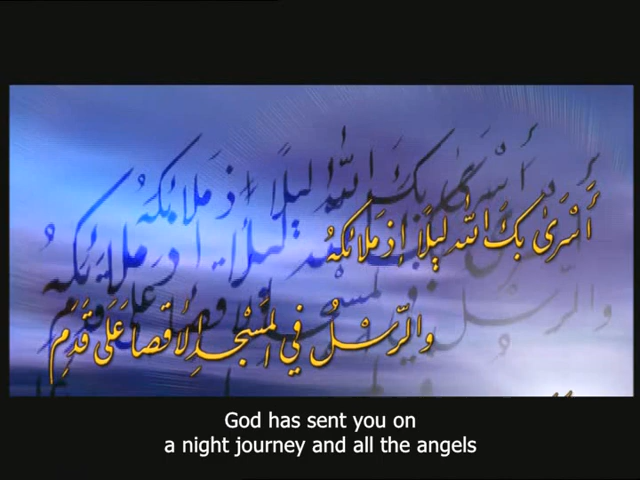 أَسْرَىٰ بِكَ اللهُ لَيْلًا إِذْ مَلَائِكُهُ
وَالرُّسْلُ فِي الْمَسْجِدِ الْأَقْصَا عَلَىٰ قَدَمِ
God has sent you on
a night journey and all the angels